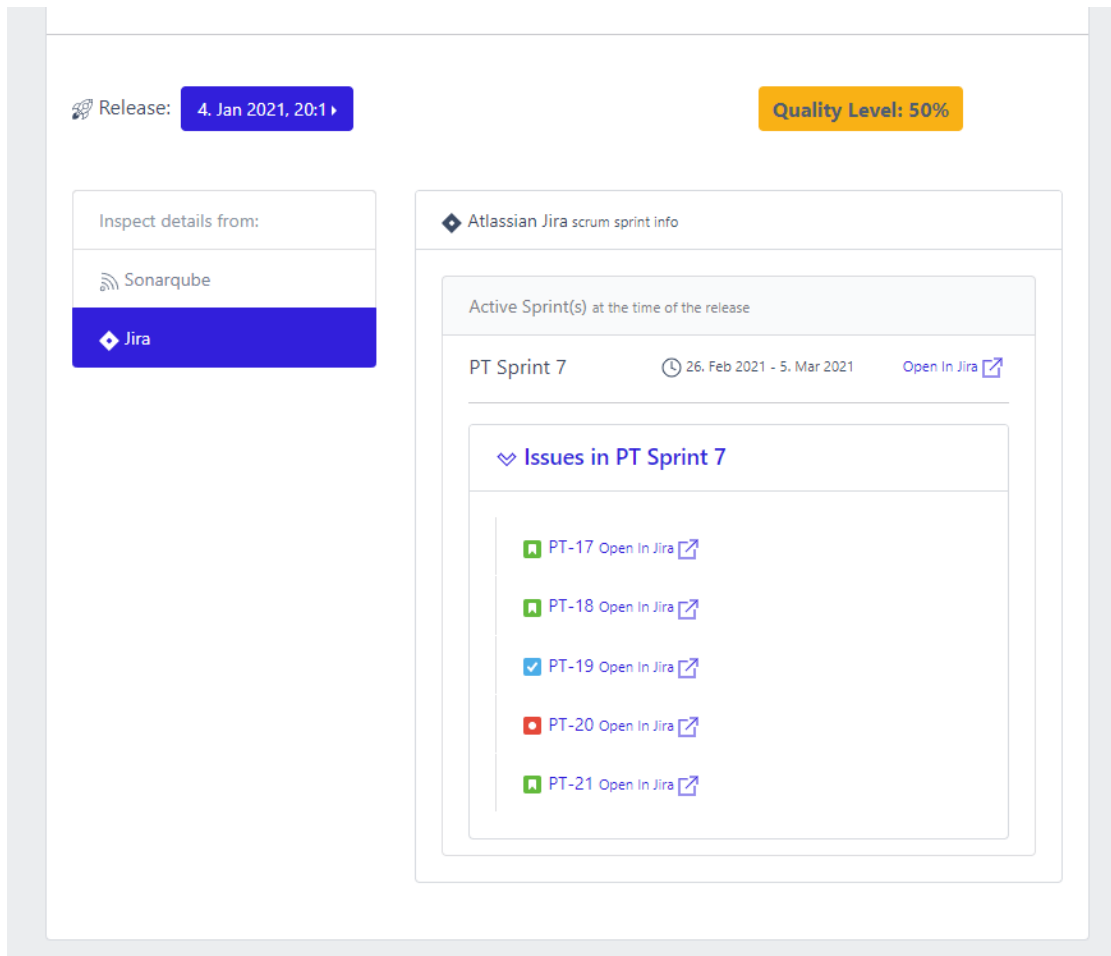 Release: 4. Jan 2021, 20:1 Quality Level: 50%
Inspect details from:
Sonarqube
Jira
Atlassian Jira scrum sprint info
Active Sprint(s) at the time of the release
PT Sprint 7 26. Feb 2021 - 5. Mar 2021 Open In Jira
Issues in PT Sprint 7
PT-17 Open In Jira
PT-18 Open In Jira
PT-19 Open In Jira
PT-20 Open In Jira
PT-21 Open In Jira